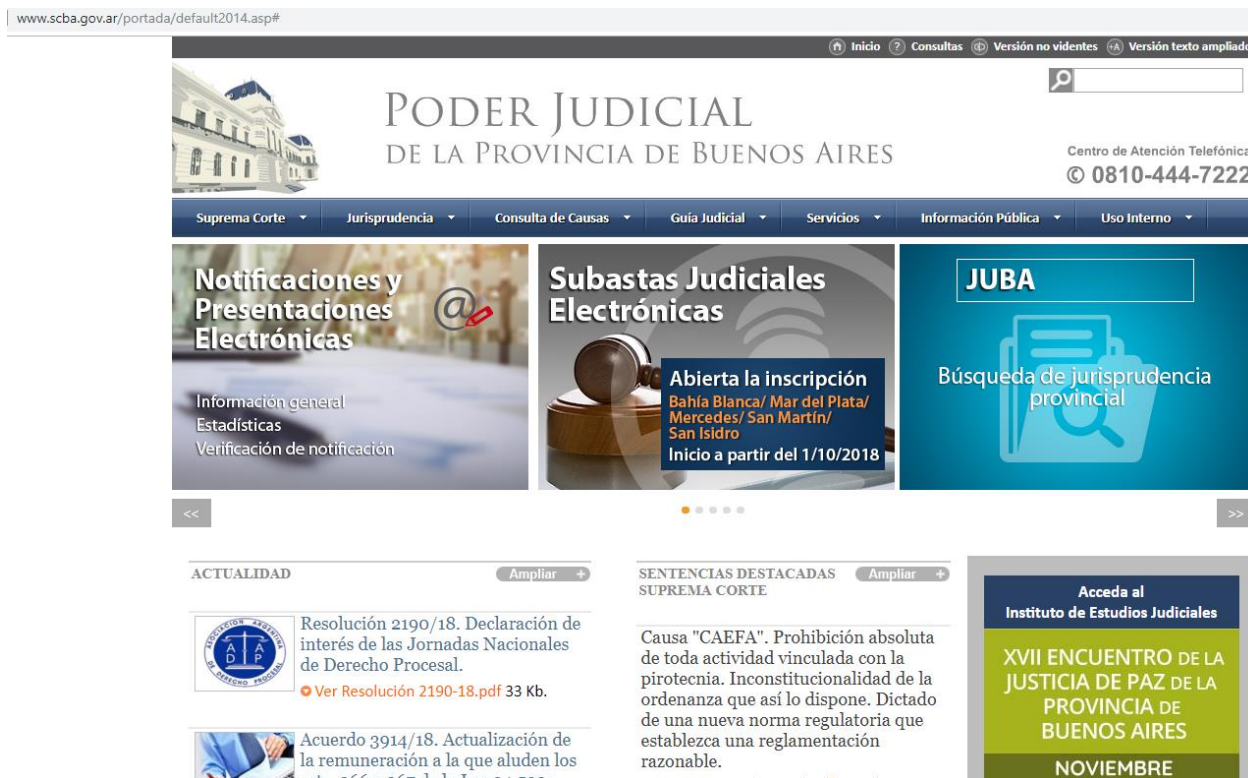 www.scba.gov.ar/portada/default2014.asp#
Inicio ? Consultas Versión no videntes +A Versión texto ampliado
PODER JUDICIAL
DE LA PROVINCIA DE BUENOS AIRES
Centro de Atención Telefónica
✆ 0810-444-7222
Suprema Corte Jurisprudencia Consulta de Causas Guía Judicial Servicios Información Pública Uso Interno
Notificaciones y
Presentaciones
Electrónicas
@
Información general
Estadísticas
Verificación de notificación
Subastas Judiciales
Electrónicas
Abierta la inscripción
Bahía Blanca/ Mar del Plata/
Mercedes/ San Martín/
San Isidro
Inicio a partir del 1/10/2018
JUBA
Búsqueda de jurisprudencia
provincial
<<
>>
ACTUALIDAD
Ampliar +
ASOCIACION ARGENTINA DE DERECHO PROCESAL
A A
D P
Resolución 2190/18. Declaración de
interés de las Jornadas Nacionales
de Derecho Procesal.
Ver Resolución 2190-18.pdf 33 Kb.
Acuerdo 3914/18. Actualización de
la remuneración a la que aluden los
SENTENCIAS DESTACADAS
SUPREMA CORTE
Ampliar +
Causa "CAEFA". Prohibición absoluta
de toda actividad vinculada con la
pirotecnia. Inconstitucionalidad de la
ordenanza que así lo dispone. Dictado
de una nueva norma regulatoria que
establezca una reglamentación
razonable.
Acceda al
Instituto de Estudios Judiciales
XVII ENCUENTRO DE LA
JUSTICIA DE PAZ DE LA
PROVINCIA DE
BUENOS AIRES
NOVIEMBRE